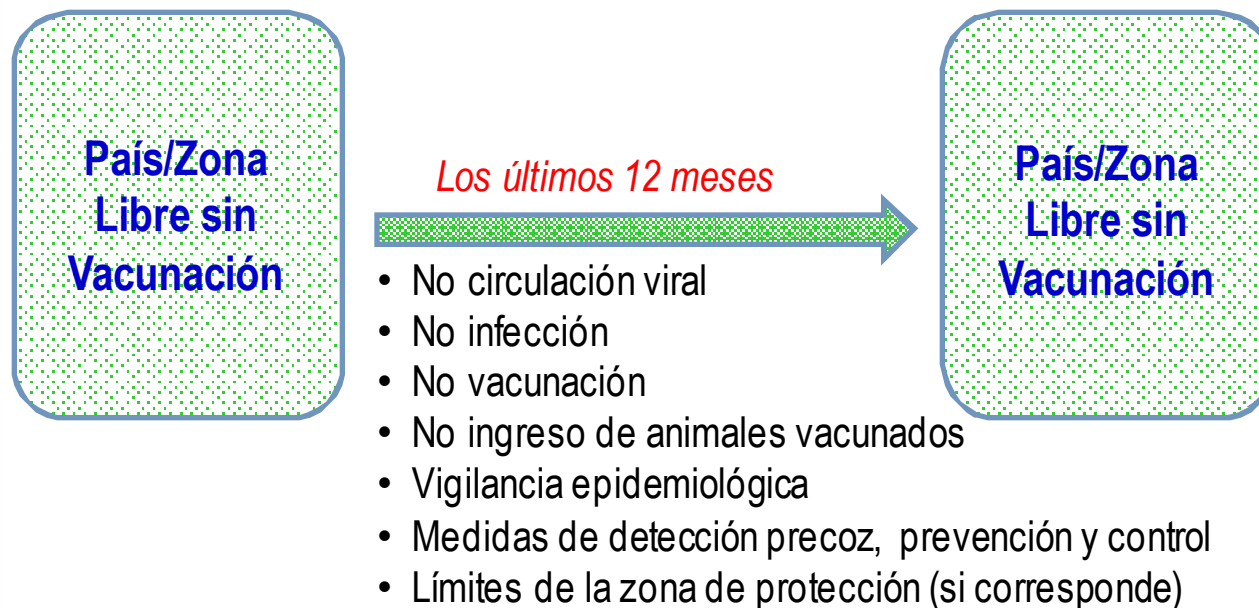 País/Zona
Libre sin
Vacunación
Los últimos 12 meses
• No circulación viral
• No infección
• No vacunación
• No ingreso de animales vacunados
• Vigilancia epidemiológica
• Medidas de detección precoz, prevención y control
• Límites de la zona de protección (si corresponde)
País/Zona
Libre sin
Vacunación